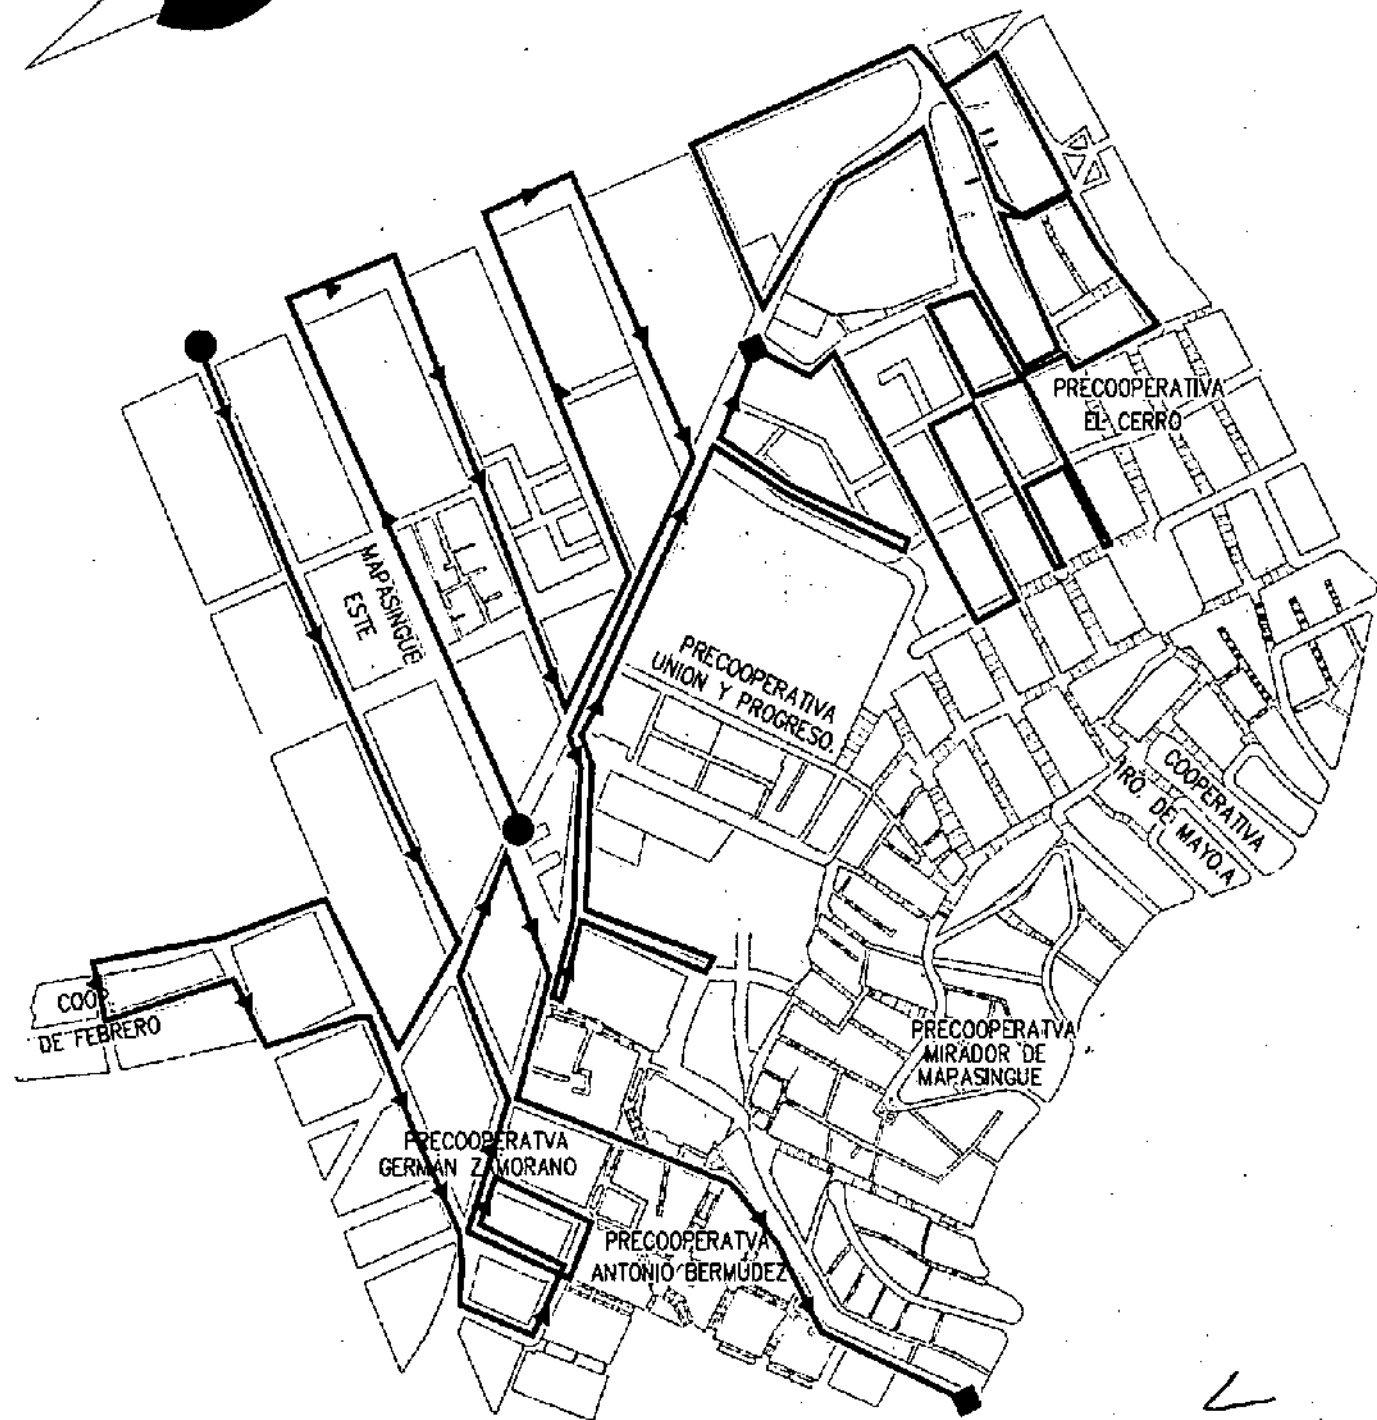 PRECOOPERATIVA
EL CERRO
MAPASINGUE
ESTE
PRECOOPERATIVA
UNION Y PROGRESO.
COOPERATIVA
1RO. DE MAYO.A
COOP.
DE FEBRERO
PRECOOPERATVA
MIRADOR DE
MAPASINGUE
PRECOOPERATVA
GERMAN ZAMORANO
PRECOOPERATVA
ANTONIO BERMUDEZ